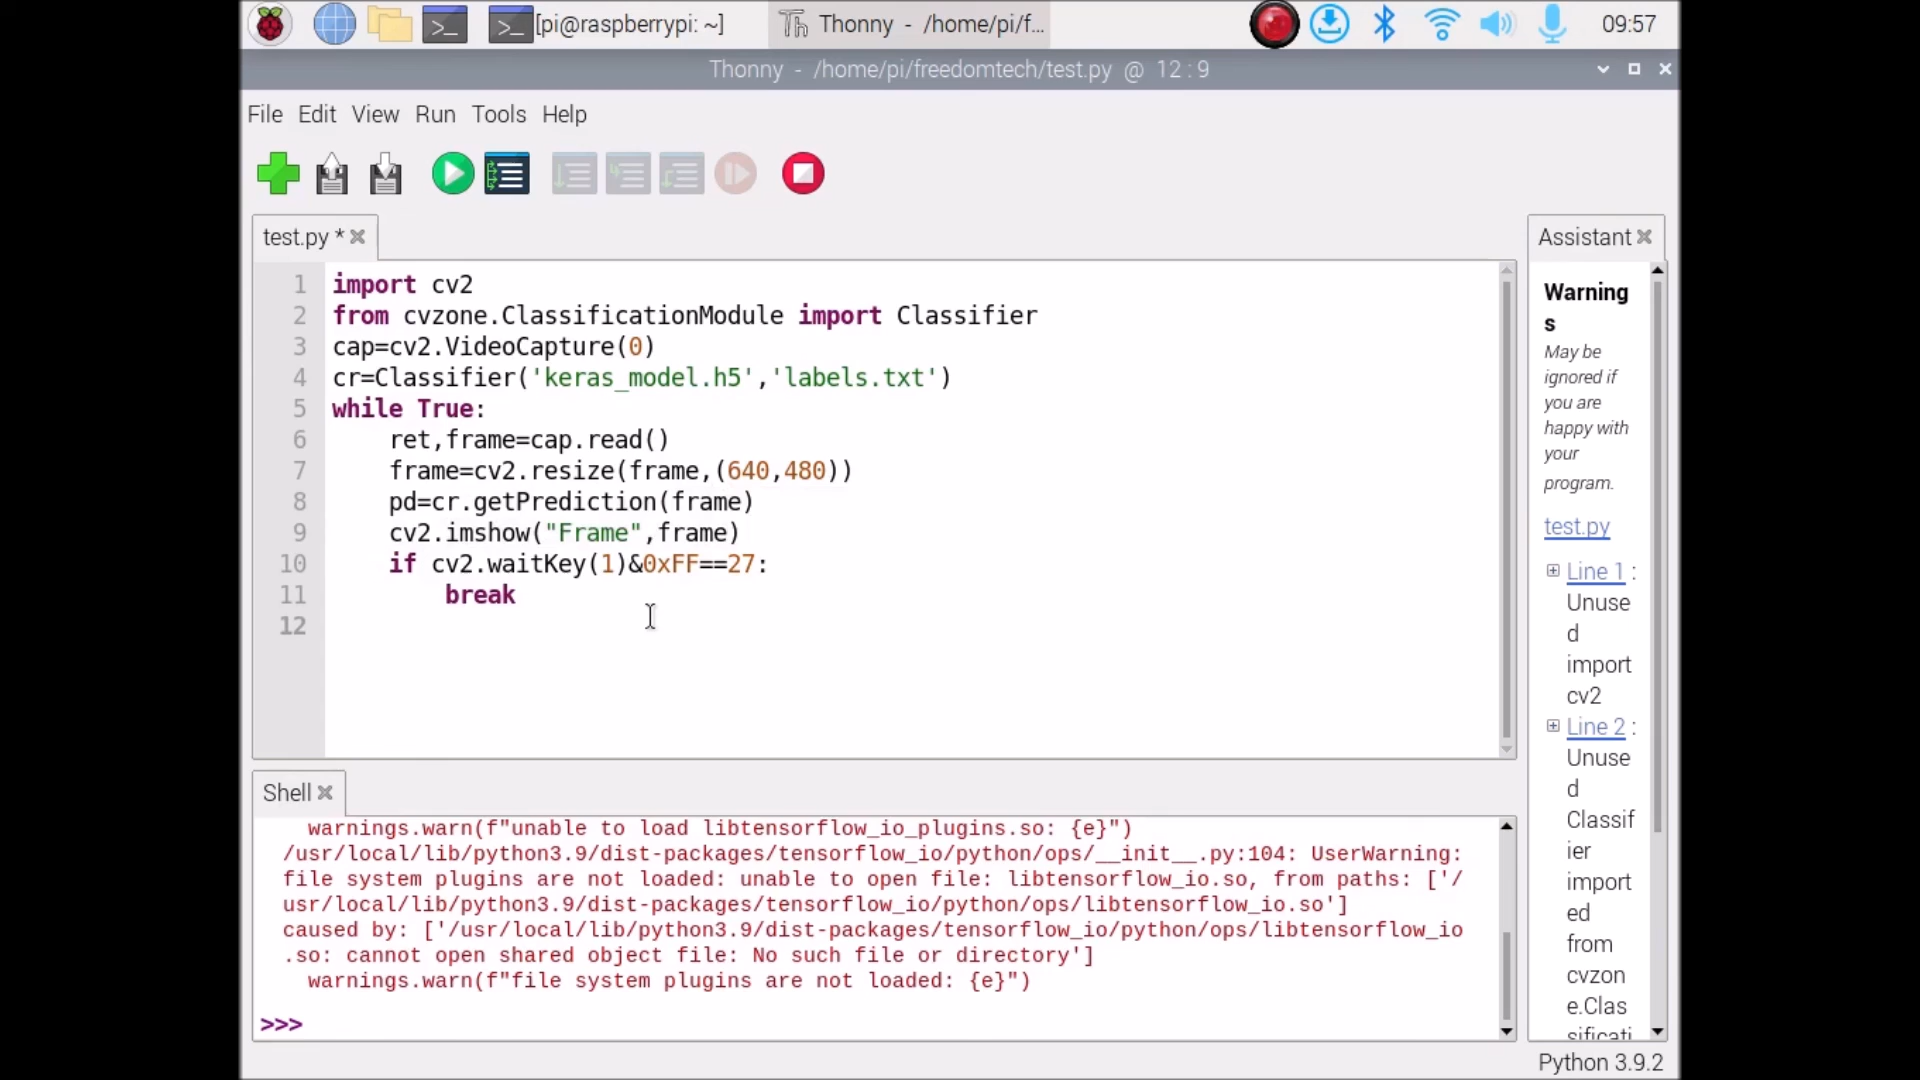 [pi@raspberrypi: ~]
Thonny - /home/pi/f...
09:57
Thonny - /home/pi/freedomtech/test.py @ 12 : 9
File Edit View Run Tools Help
test.py *
1 import cv2
2 from cvzone.ClassificationModule import Classifier
3 cap=cv2.VideoCapture(0)
4 cr=Classifier('keras_model.h5','labels.txt')
5 while True:
6     ret,frame=cap.read()
7     frame=cv2.resize(frame,(640,480))
8     pd=cr.getPrediction(frame)
9     cv2.imshow("Frame",frame)
10     if cv2.waitKey(1)&0xFF==27:
11         break
12
Shell
warnings.warn(f"unable to load libtensorflow_io_plugins.so: {e}")
/usr/local/lib/python3.9/dist-packages/tensorflow_io/python/ops/__init__.py:104: UserWarning:
file system plugins are not loaded: unable to open file: libtensorflow_io.so, from paths: ['/
usr/local/lib/python3.9/dist-packages/tensorflow_io/python/ops/libtensorflow_io.so']
caused by: ['/usr/local/lib/python3.9/dist-packages/tensorflow_io/python/ops/libtensorflow_io
.so: cannot open shared object file: No such file or directory']
warnings.warn(f"file system plugins are not loaded: {e}")
>>>
Assistant
Warning
s
May be
ignored if
you are
happy with
your
program.
test.py
Line 1 :
Unuse
d
import
cv2
Line 2 :
Unuse
d
Classif
ier
import
ed
from
cvzon
e.Clas
sificati
Python 3.9.2